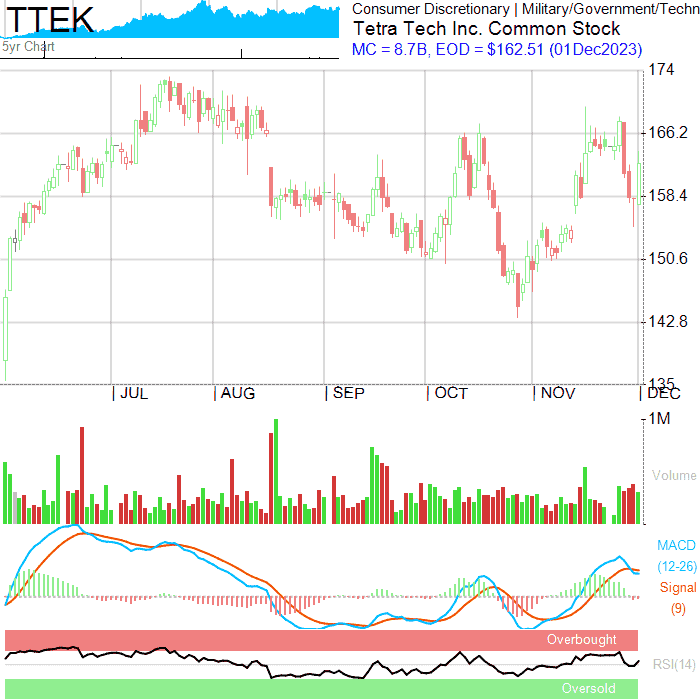 TTEK
5yr Chart
Consumer Discretionary | Military/Government/Techn
Tetra Tech Inc. Common Stock
MC = 8.7B, EOD = $162.51 (01Dec2023)
174
166.2
158.4
150.6
142.8
135
JUL
AUG
SEP
OCT
NOV
DEC
1M
Volume
MACD
(12-26)
Signal
(9)
Overbought
RSI(14)
Oversold